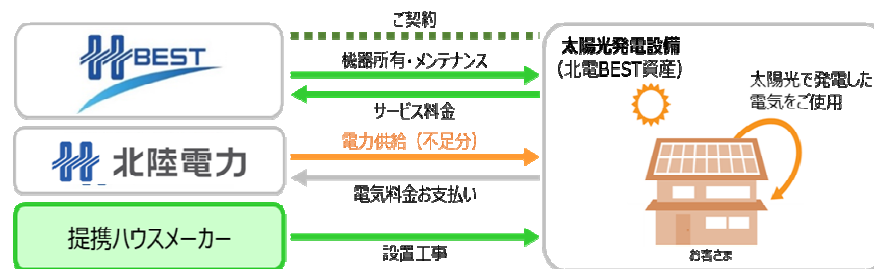 ご契約
BEST
機器所有・メンテナンス
サービス料金
北陸電力
電力供給（不足分）
電気料金お支払い
提携ハウスメーカー
設置工事
太陽光発電設備
(北電BEST資産)
太陽光で発電した
電気をご使用
お客さま